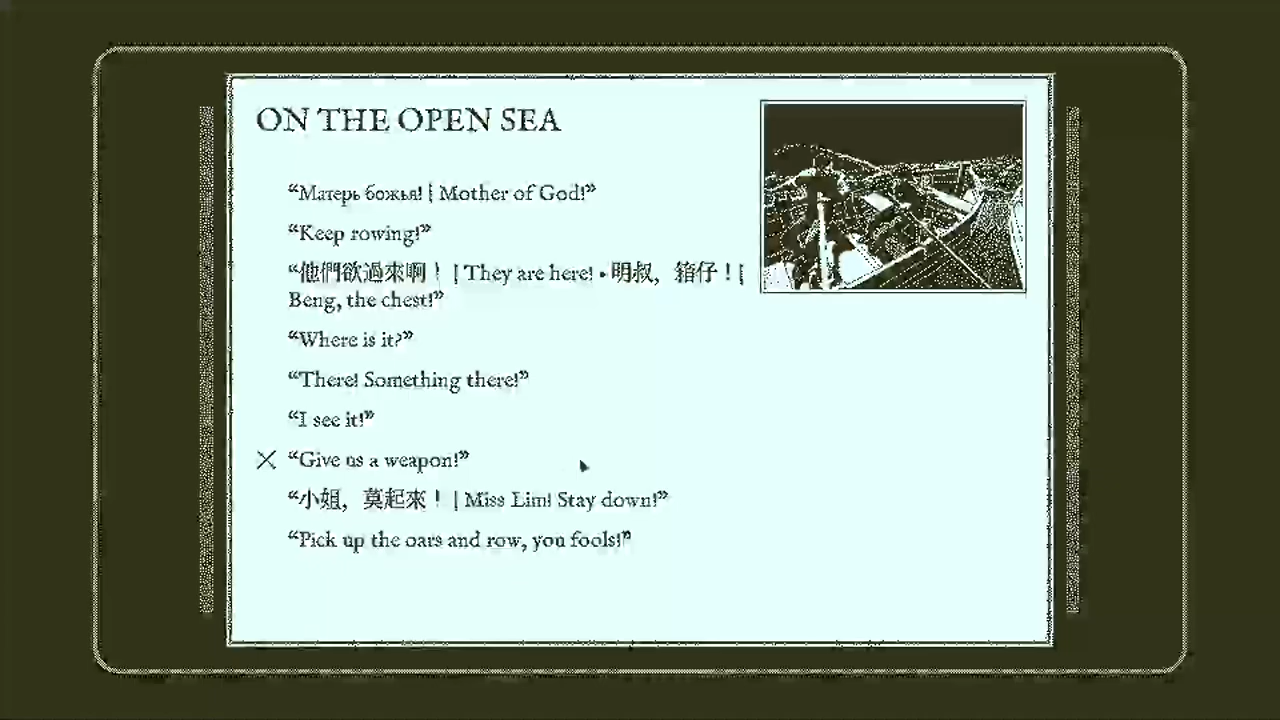 ON THE OPEN SEA
“Матерь божья! | Mother of God!”
“Keep rowing!”
“他們欲過來啊！ | They are here! • 明叔，箱仔！|
Beng, the chest!”
“Where is it?”
“There! Something there!”
“I see it!”
“Give us a weapon!”
“小姐，莫起來！ | Miss Lim! Stay down!”
“Pick up the oars and row, you fools!”